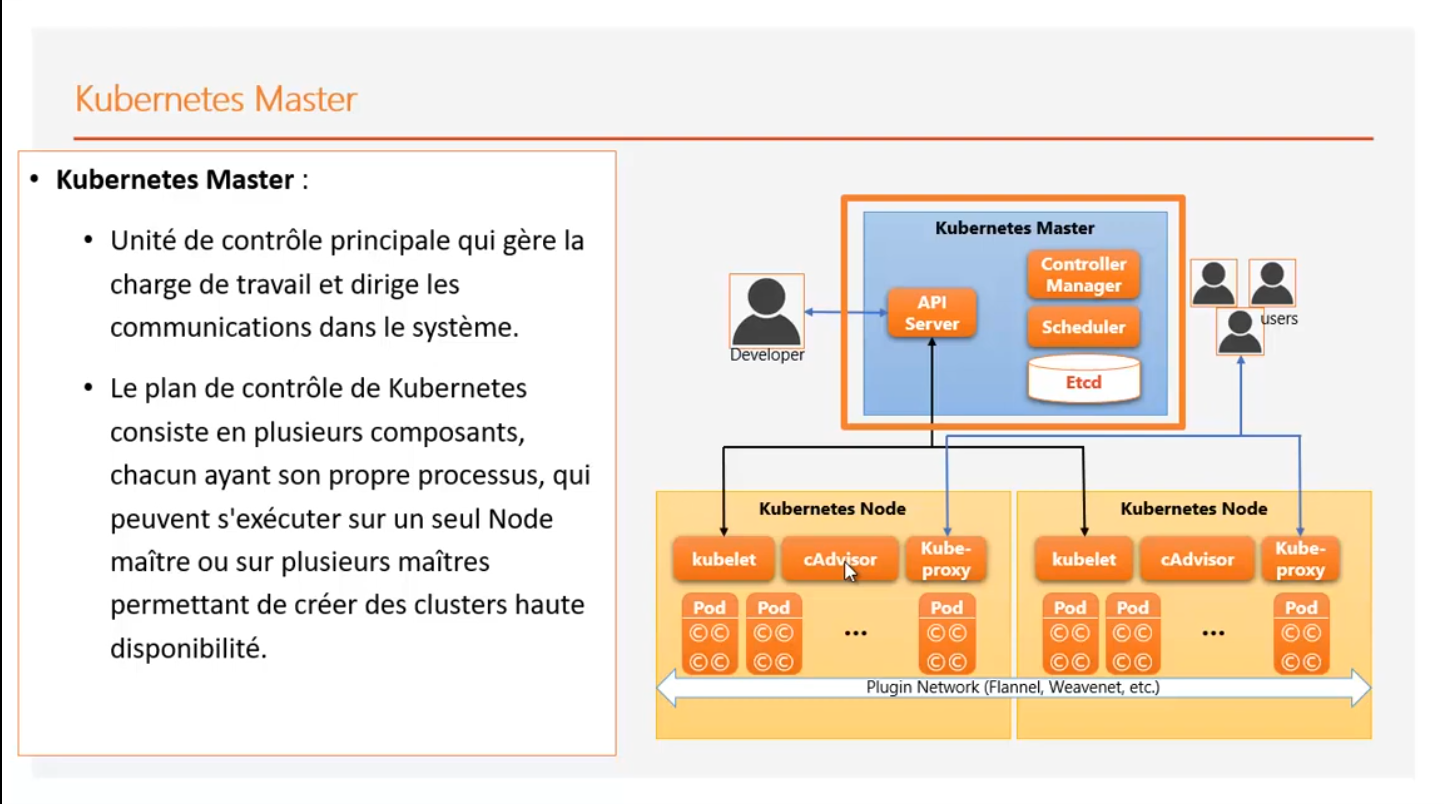 Kubernetes Master
• Kubernetes Master :
• Unité de contrôle principale qui gère la
charge de travail et dirige les
communications dans le système.
• Le plan de contrôle de Kubernetes
consiste en plusieurs composants,
chacun ayant son propre processus, qui
peuvent s'exécuter sur un seul Node
maître ou sur plusieurs maîtres
permettant de créer des clusters haute
disponibilité.
Kubernetes Master
API
Server
Controller
Manager
Scheduler
Etcd
Developer
users
Kubernetes Node
kubelet
cAdvisor
Kube-
proxy
Pod
©©
©©
Pod
©©
©©
...
Pod
©©
©©
Kubernetes Node
kubelet
cAdvisor
Kube-
proxy
Pod
©©
©©
Pod
©©
©©
...
Pod
©©
©©
Plugin Network (Flannel, Weavenet, etc.)